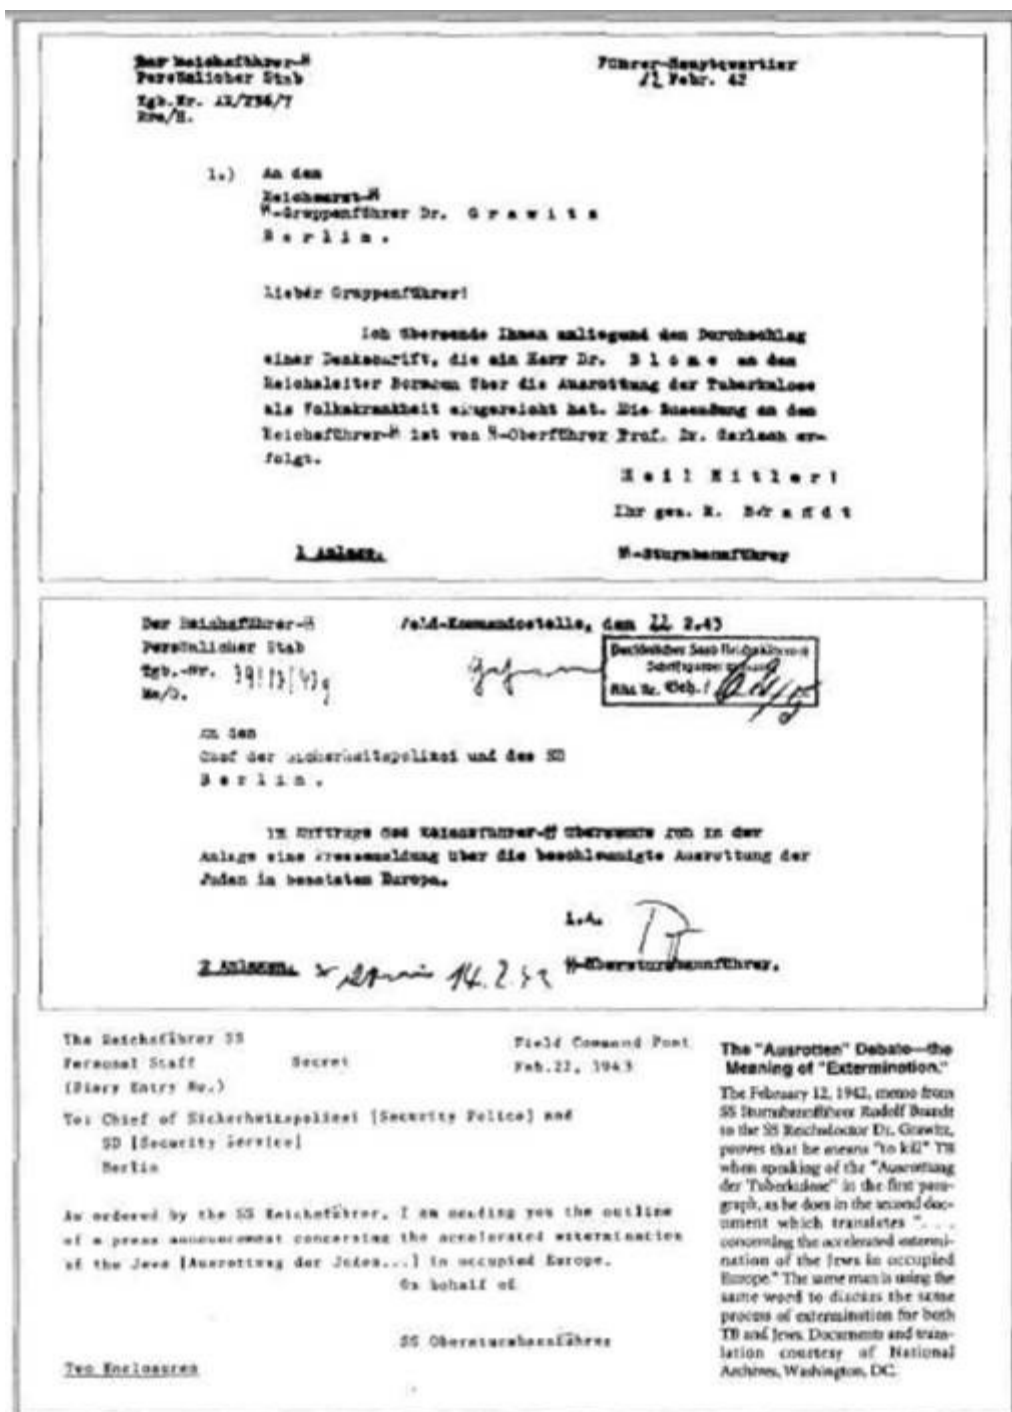 Der Reichsführer-SS
Persönlicher Stab
Tgb.Nr. AR/736/7
Bra/H.
Führer-Hauptquartier
12 Febr. 42
1.) An den
Reichsarzt-SS
SS-Gruppenführer Dr. G r a w i t z
B e r l i n .
Lieber Gruppenführer!
Ich übersende Ihnen anliegend den Durchschlag
einer Denkschrift, die ein Herr Dr. B l o m e an den
Reichsleiter Bormann über die Ausrottung der Tuberkulose
als Volkskrankheit eingereicht hat. Die Zusendung an den
Reichsführer-SS ist von SS-Oberführer Prof. Dr. Gerlach er-
folgt.
H e i l H i t l e r !
Ihr gez. R. B r a n d t
SS-Sturmbannführer
1 Anlage.
Der Reichsführer-SS
Persönlicher Stab
Tgb.-Nr. 39/13/43g
Feld-Kommandostelle, den 22 2.43
Persönlicher Stab Reichsführer-SS
Akt. Nr. Geh./
An den
Chef der Sicherheitspolizei und des SD
B e r l i n .
Im Auftrage des Reichsführer-SS übersende ich in der
Anlage eine Pressemeldung über die beschleunigte Ausrottung der
Juden im besetzten Europa.
i.A.
SS-Obersturmbannführer.
2 Anlagen.
The Reichsführer SS
Personal Staff Secret
(Diary Entry No.)
Field Command Post
Feb.22, 1943
To: Chief of Sicherheitspolizei [Security Police] and
SD [Security Service]
Berlin
As ordered by the SS Reichsführer, I am sending you the outline
of a press announcement concerning the accelerated extermination
of the Jews [Ausrottung der Juden...] in occupied Europe.
On behalf of
SS Obersturmbannführer
Two Enclosures
The "Ausrotten" Debate—the
Meaning of "Extermination."
The February 12, 1942, memo from
SS Sturmbannführer Rudolf Brandt
to the SS Reichsdoctor Dr. Grawitz,
proves that he means "to kill" TB
when speaking of the "Ausrottung
der Tuberkulose" in the first para-
graph, as he does in the second doc-
ument which translates ". . .
concerning the accelerated extermi-
nation of the Jews in occupied
Europe." The same man is using the
same word to discuss the same
process of extermination for both
TB and Jews. Documents and trans-
lation courtesy of National
Archives, Washington, DC.